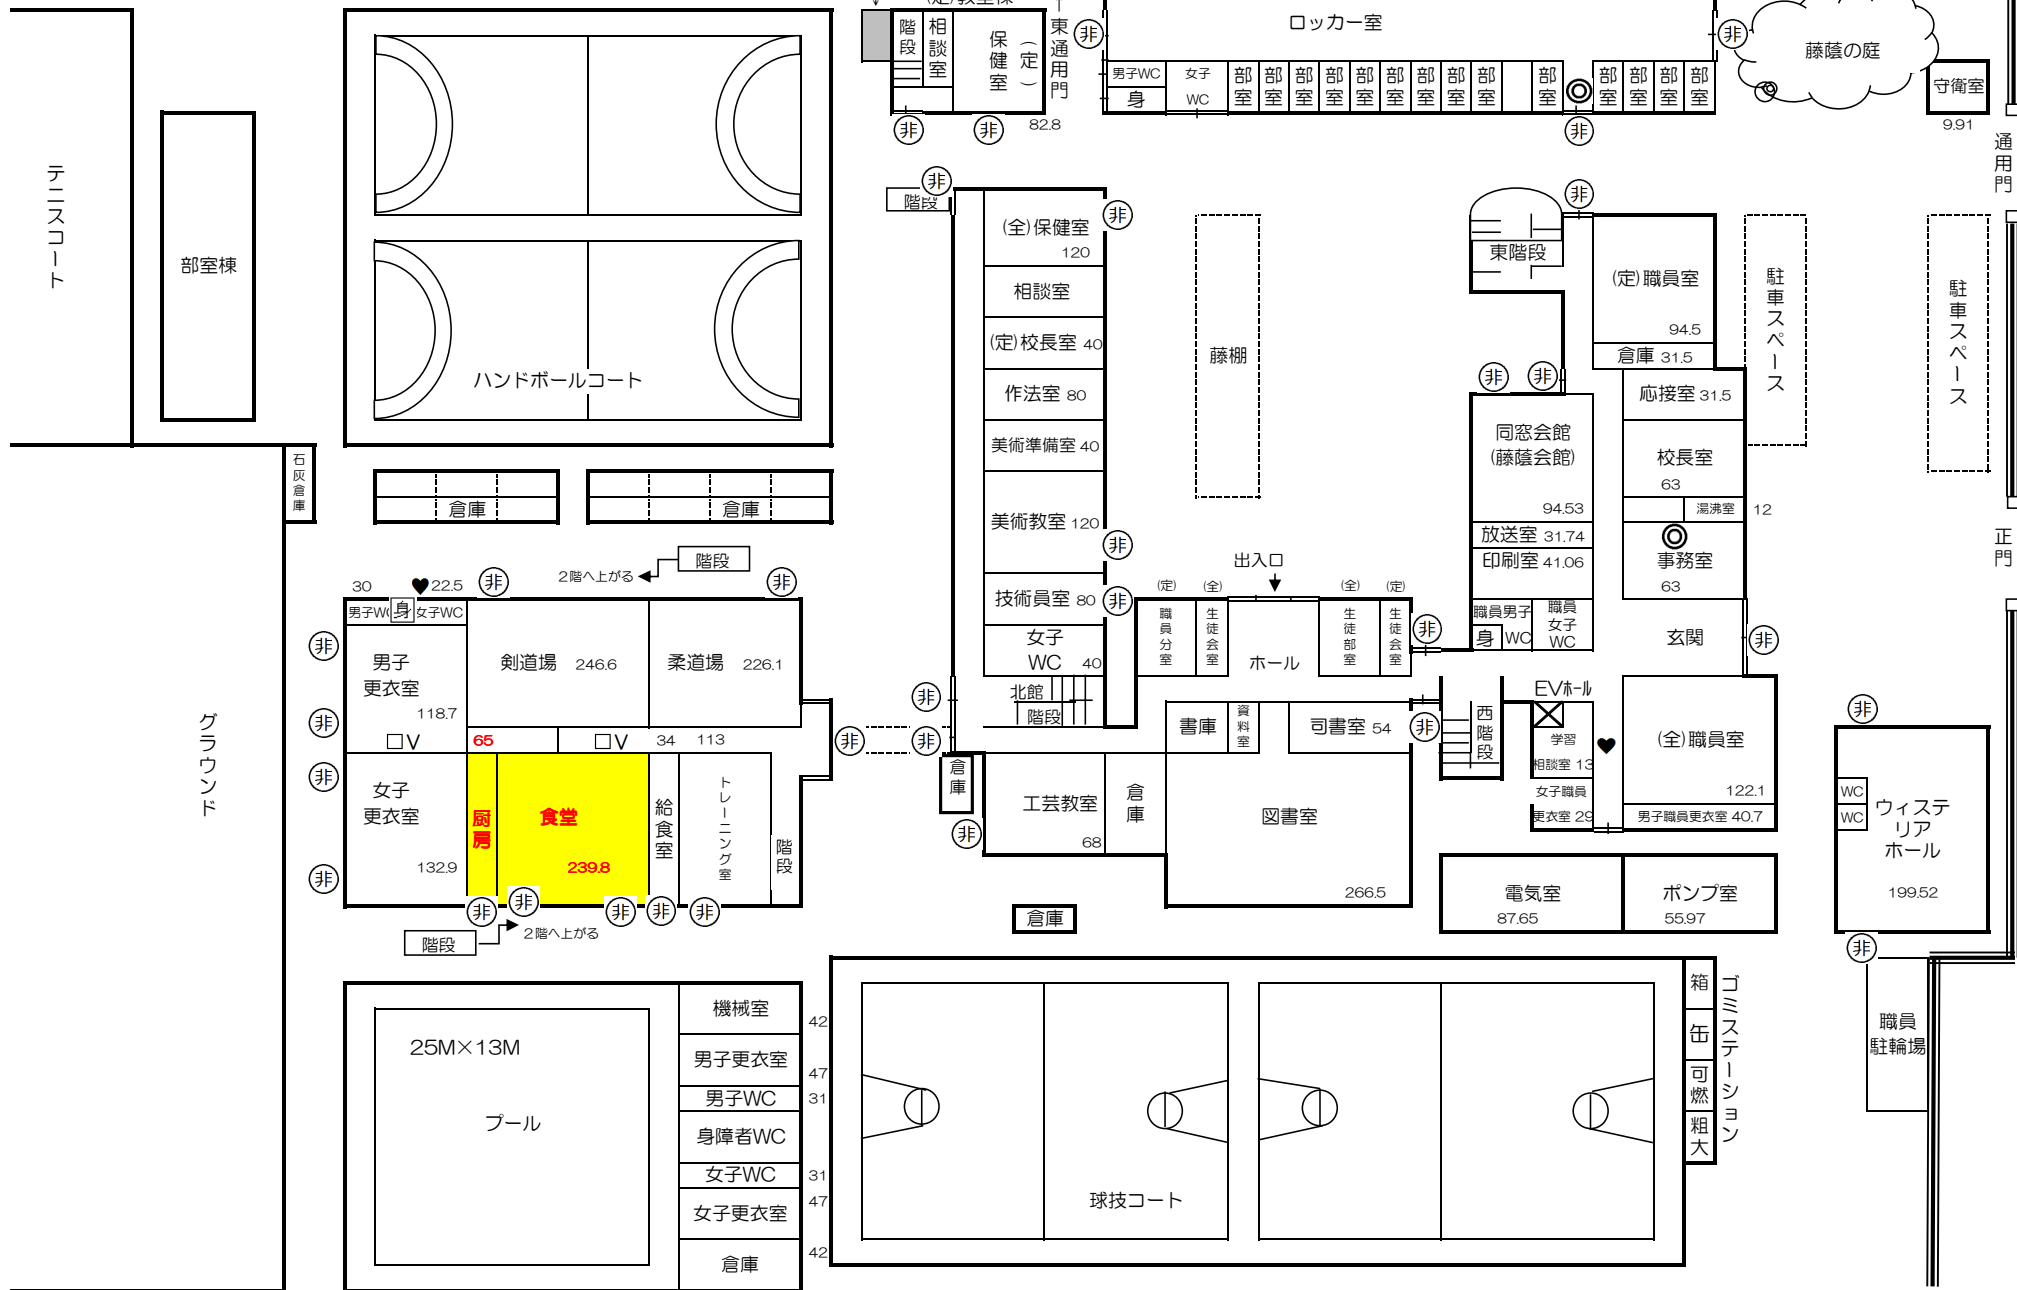 (定)教室棟
階段
相談室
保健室
(定)
↑東通用門
82.8
非
非
ロッカー室
非
非
男子WC
身
女子
WC
部室
部室
部室
部室
部室
部室
部室
部室
部室
部室
部室
部室
部室
部室
◎
非
藤蔭の庭
守衛室
9.91
通用門
テニスコート
部室棟
ハンドボールコート
石灰倉庫
倉庫
倉庫
グラウンド
階段
非
(全)保健室
120
非
相談室
(定)校長室 40
作法室 80
美術準備室 40
美術教室 120
非
技術員室 80
非
女子
WC 40
北館
階段
非
非
非
藤棚
非
東階段
(定)職員室
94.5
倉庫 31.5
非
非
応接室 31.5
同窓会館
(藤蔭会館)
94.53
校長室
63
湯沸室 12
放送室 31.74
印刷室 41.06
◎
事務室
63
職員男子
身 WC
職員
女子
WC
玄関
非
駐車スペース
駐車スペース
正門
出入口
(定) (全) (全) (定)
職員分室
生徒会室
ホール
生徒部室
生徒会室
非
書庫
資料室
司書室 54
非
西階段
EVホール
学習
相談室 13
♥
女子職員
更衣室 29
(全)職員室
122.1
男子職員更衣室 40.7
倉庫
非
工芸教室
68
倉庫
図書室
266.5
倉庫
電気室
87.65
ポンプ室
55.97
非
WC
WC
ウィステ
リア
ホール
199.52
非
職員
駐輪場
階段
2階へ上がる
30 ♥22.5 非 非
男子WC 身 女子WC
非
男子
更衣室
118.7
剣道場 246.6
柔道場 226.1
非
□V 65 □V 34 113
非
女子
更衣室
132.9
厨房
食堂
239.8
給食室
トレーニング室
階段
非
非
非
非
非
非
階段
2階へ上がる
25M×13M
プール
機械室
42
男子更衣室
47
男子WC 31
身障者WC
女子WC 31
47
女子更衣室
42
倉庫
球技コート
箱
缶
可燃
粗大
ゴミステーション